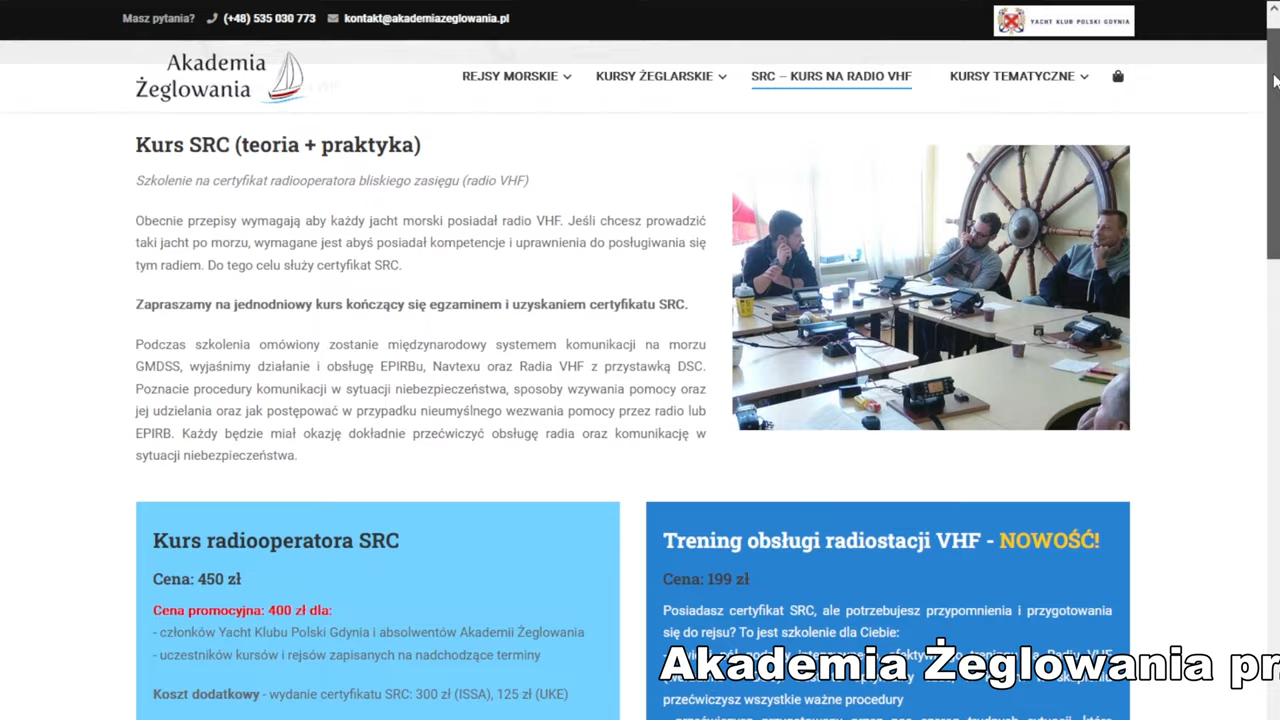 Masz pytania? (+48) 535 030 773 kontakt@akademiazeglowania.pl
YACHT KLUB POLSKI GDYNIA
Akademia
Żeglowania
REJSY MORSKIE KURSY ŻEGLARSKIE SRC – KURS NA RADIO VHF KURSY TEMATYCZNE
Kurs SRC (teoria + praktyka)
Szkolenie na certyfikat radiooperatora bliskiego zasięgu (radio VHF)
Obecnie przepisy wymagają aby każdy jacht morski posiadał radio VHF. Jeśli chcesz prowadzić
taki jacht po morzu, wymagane jest abyś posiadał kompetencje i uprawnienia do posługiwania się
tym radiem. Do tego celu służy certyfikat SRC.
Zapraszamy na jednodniowy kurs kończący się egzaminem i uzyskaniem certyfikatu SRC.
Podczas szkolenia omówiony zostanie międzynarodowy systemem komunikacji na morzu
GMDSS, wyjaśnimy działanie i obsługę EPIRBu, Navtexu oraz Radia VHF z przystawką DSC.
Poznacie procedury komunikacji w sytuacji niebezpieczeństwa, sposoby wzywania pomocy oraz
jej udzielania oraz jak postępować w przypadku nieumyślnego wezwania pomocy przez radio lub
EPIRB. Każdy będzie miał okazję dokładnie przećwiczyć obsługę radia oraz komunikację w
sytuacji niebezpieczeństwa.
Kurs radiooperatora SRC
Cena: 450 zł
Cena promocyjna: 400 zł dla:
- członków Yacht Klubu Polski Gdynia i absolwentów Akademii Żeglowania
- uczestników kursów i rejsów zapisanych na nadchodzące terminy
Koszt dodatkowy - wydanie certyfikatu SRC: 300 zł (ISSA), 125 zł (UKE)
Trening obsługi radiostacji VHF - NOWOŚĆ!
Cena: 199 zł
Posiadasz certyfikat SRC, ale potrzebujesz przypomnienia i przygotowania
się do rejsu? To jest szkolenie dla Ciebie:
Akademia Żeglowania pr
przećwiczysz wszystkie ważne procedury